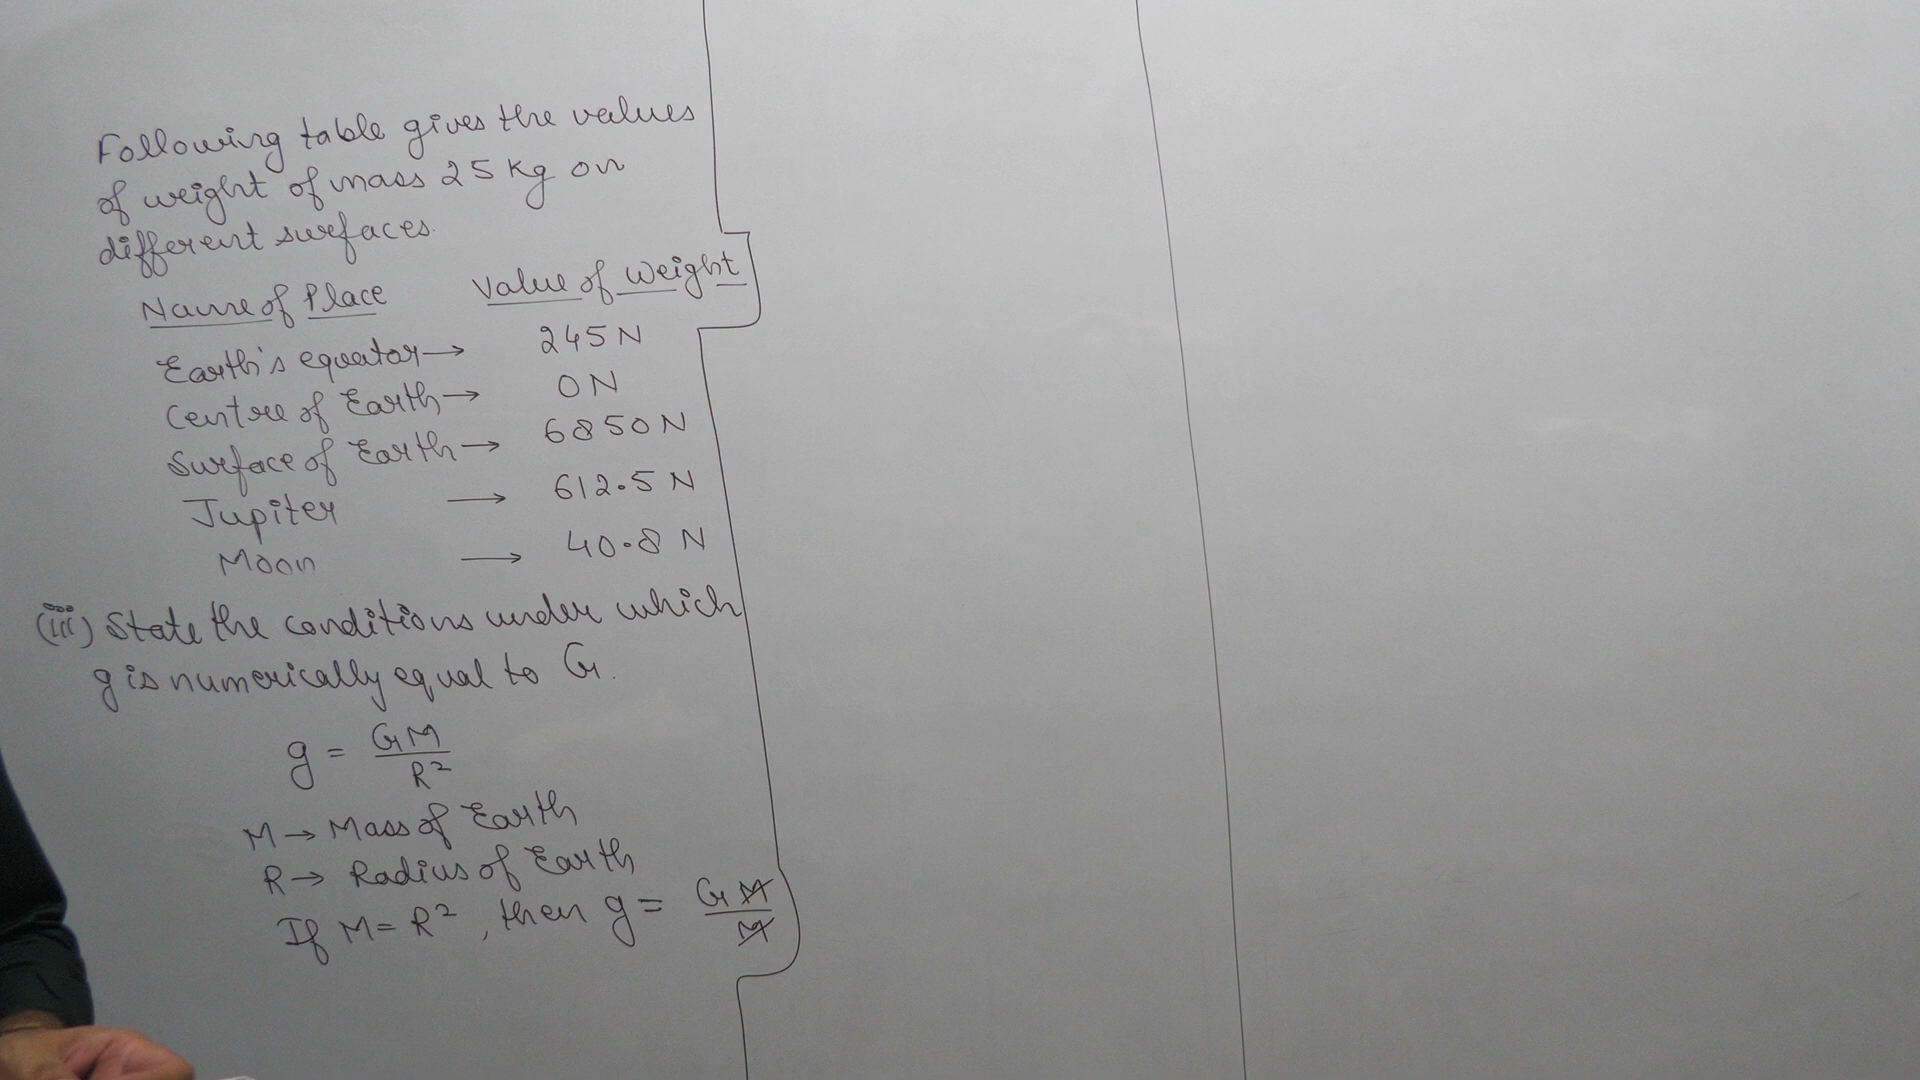 Following table gives the values
of weight of mass 25 kg on
different surfaces.
Name of Place Value of Weight
Earth's equator → 245 N
Centre of Earth → 0 N
Surface of Earth → 6850 N
Jupiter → 612.5 N
Moon → 40.8 N
(iii) State the conditions under which
g is numerically equal to G.
g = GM/R²
M → Mass of Earth
R → Radius of Earth
If M = R², then g = GM/M